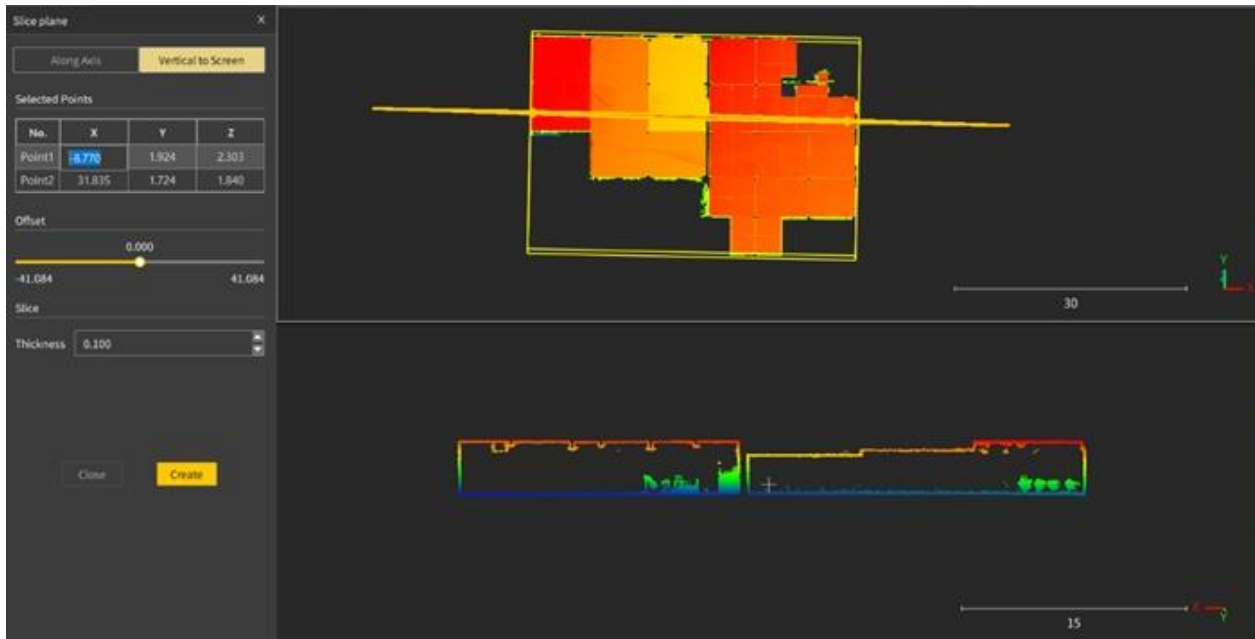 Slice plane X
Along Axis Vertical to Screen
Selected Points
No. X Y Z
Point1 -8.770 1.924 2.303
Point2 31.835 1.724 1.840
Offset
0.000
-41.084 41.084
Slice
Thickness 0.100
Close Create
Y
X
30
X
Y
15